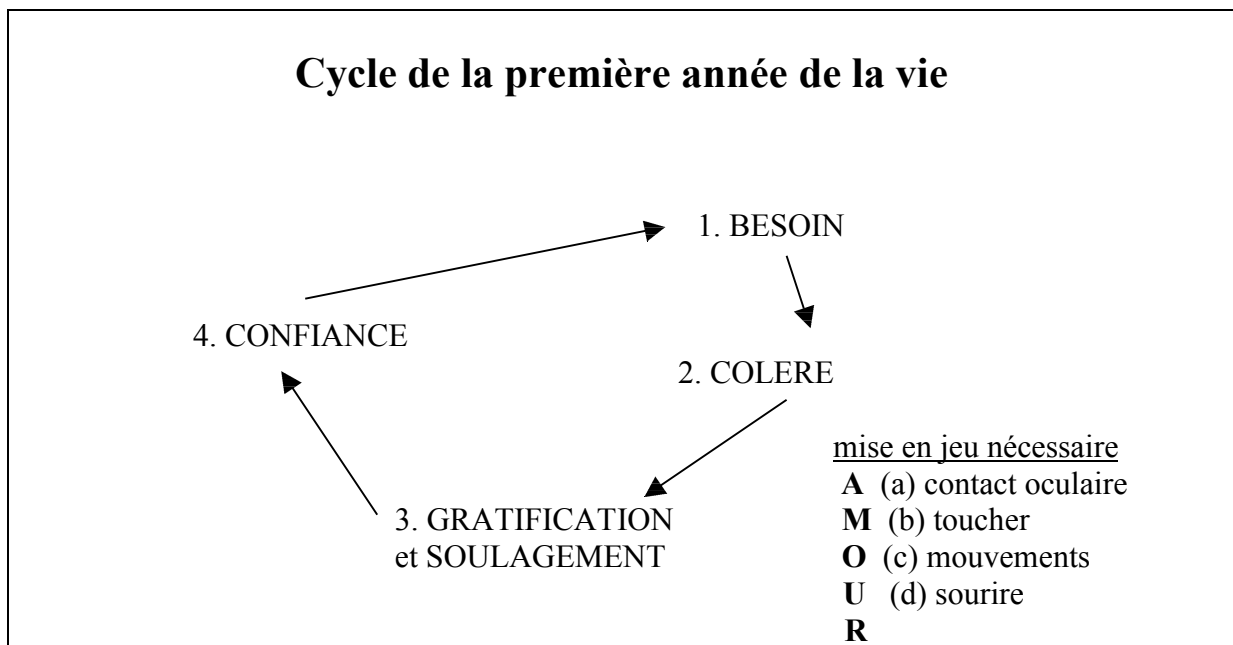 Cycle de la première année de la vie
1. BESOIN
4. CONFIANCE
2. COLERE
3. GRATIFICATION
et SOULAGEMENT
mise en jeu nécessaire
A (a) contact oculaire
M (b) toucher
O (c) mouvements
U (d) sourire
R